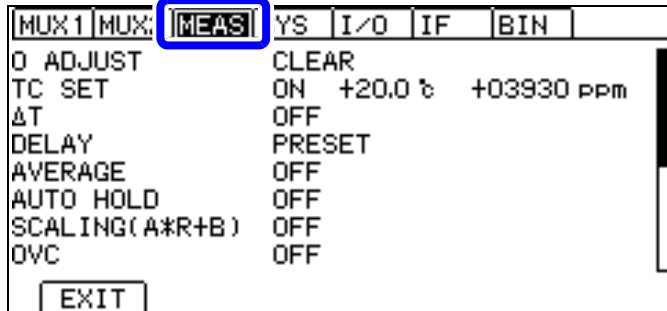 MUX1 MUX: MEAS YS I/O IF BIN
0 ADJUST CLEAR
TC SET ON +20.0 ℃ +03930 ppm
ΔT OFF
DELAY PRESET
AVERAGE OFF
AUTO HOLD OFF
SCALING(A*R+B) OFF
OVC OFF
EXIT